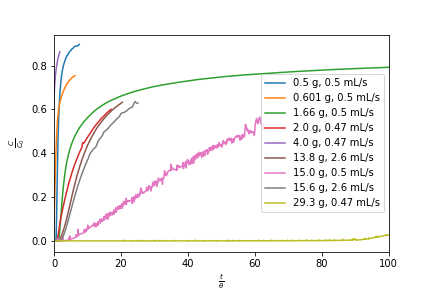 0.8
0.6
0.4
0.2
0.0
0 20 40 60 80 100
0.5 g, 0.5 mL/s
0.601 g, 0.5 mL/s
1.66 g, 0.5 mL/s
2.0 g, 0.47 mL/s
4.0 g, 0.47 mL/s
13.8 g, 2.6 mL/s
15.0 g, 0.5 mL/s
15.6 g, 2.6 mL/s
29.3 g, 0.47 mL/s